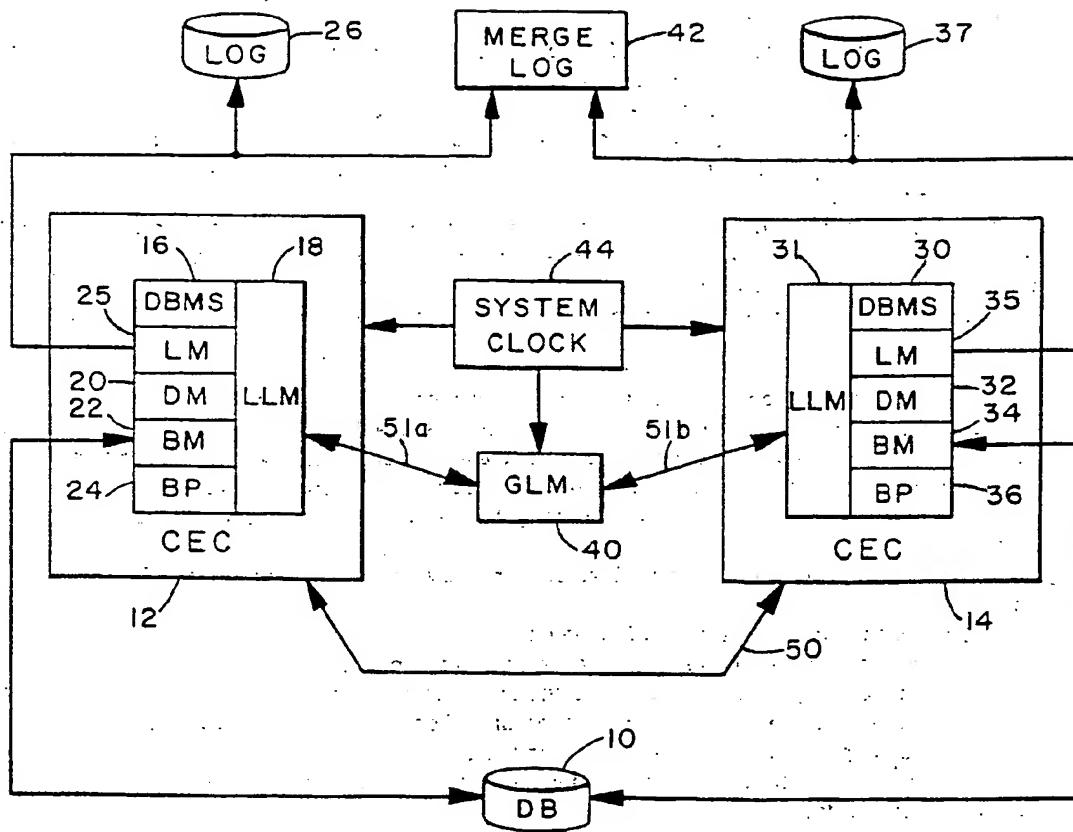 26
LOG
MERGE
LOG
42
37
LOG
16
18
DBMS
25
LM
20
DM
LLM
22
BM
24
BP
CEC
12
44
SYSTEM
CLOCK
51a
51b
GLM
40
31
30
DBMS
35
LM
32
DM
LLM
34
BM
36
BP
CEC
14
50
10
DB